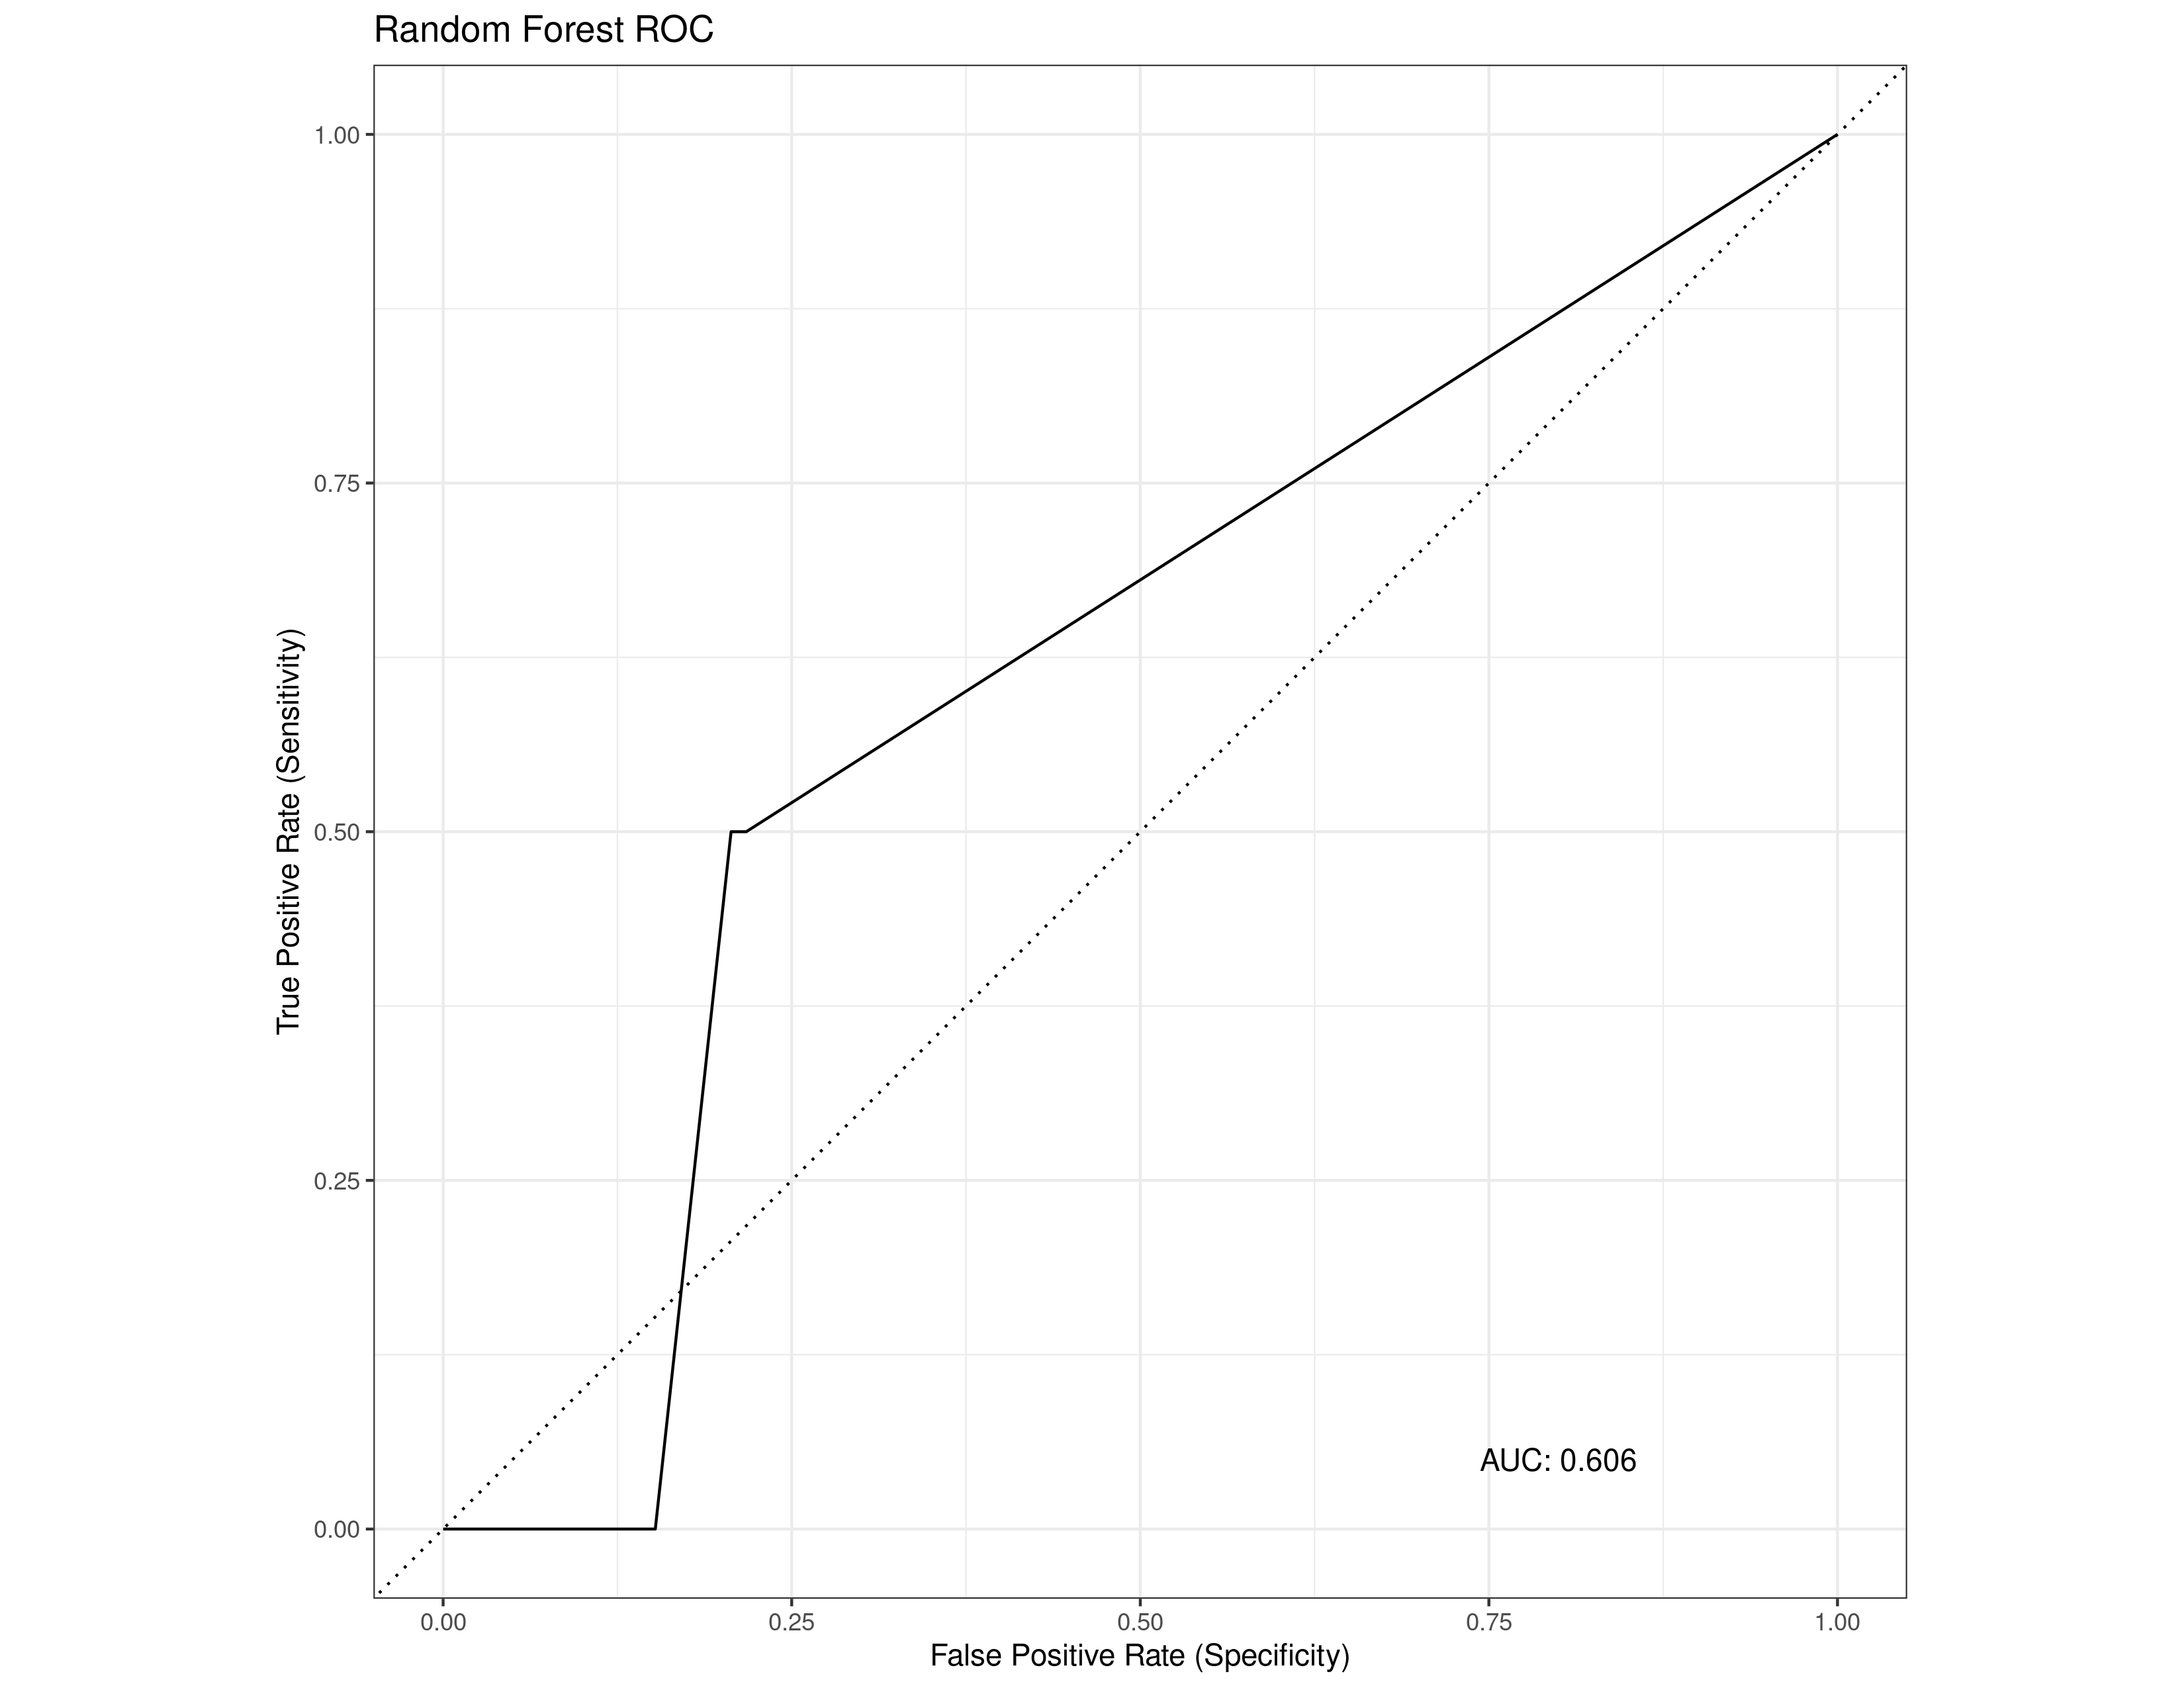 Random Forest ROC
True Positive Rate (Sensitivity)
1.00
0.75
0.50
0.25
0.00
AUC: 0.606
0.00 0.25 0.50 0.75 1.00
False Positive Rate (Specificity)